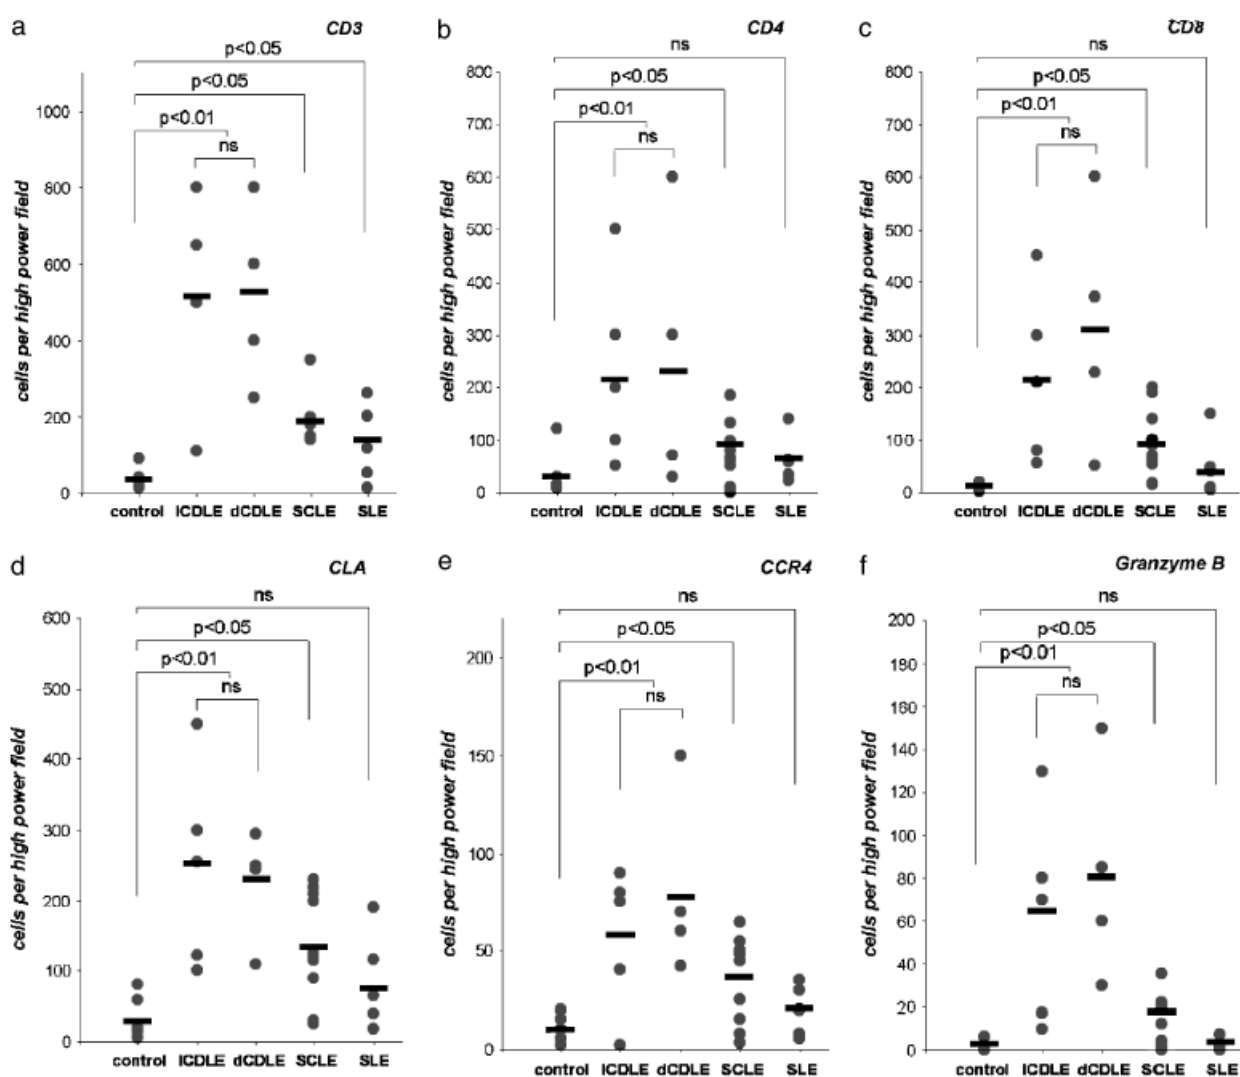 a
CD3
p<0.05
p<0.05
p<0.01
ns
cells per high power field
1000
800
600
400
200
0
control lCDLE dCDLE SCLE SLE
b
CD4
ns
p<0.05
p<0.01
ns
cells per high power field
800
700
600
500
400
300
200
100
0
control lCDLE dCDLE SCLE SLE
c
CD8
ns
p<0.05
p<0.01
ns
cells per high power field
800
700
600
500
400
300
200
100
0
control lCDLE dCDLE SCLE SLE
d
CLA
ns
p<0.05
p<0.01
ns
cells per high power field
600
500
400
300
200
100
0
control lCDLE dCDLE SCLE SLE
e
CCR4
ns
p<0.05
p<0.01
ns
cells per high power field
200
150
100
50
0
control lCDLE dCDLE SCLE SLE
f
Granzyme B
ns
p<0.05
p<0.01
ns
cells per high power field
200
180
160
140
120
100
80
60
40
20
0
control lCDLE dCDLE SCLE SLE